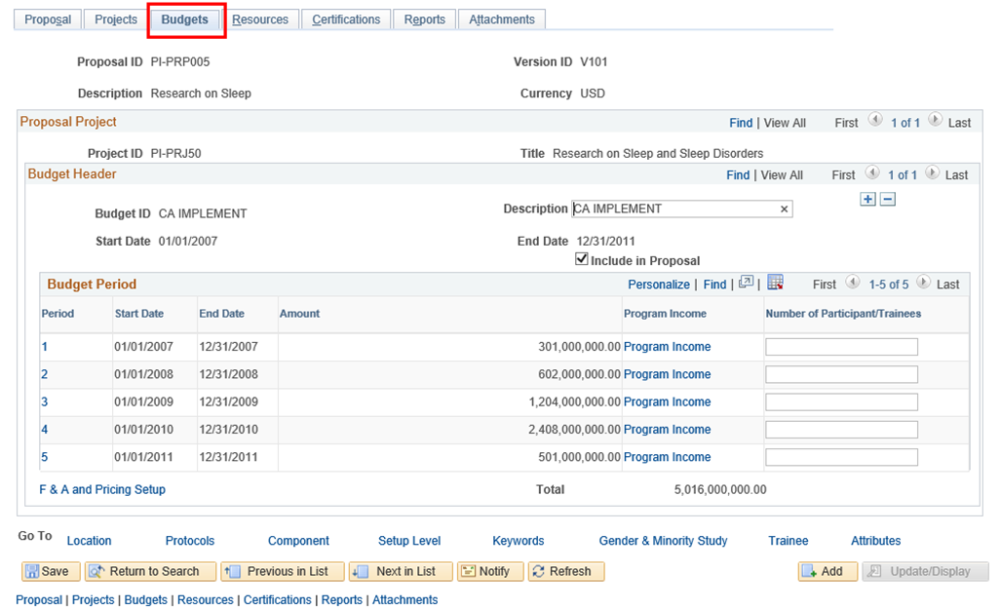 Proposal Projects Budgets Resources Certifications Reports Attachments
Proposal ID PI-PRP005 Version ID V101
Description Research on Sleep Currency USD
Proposal Project Find | View All First 1 of 1 Last
Project ID PI-PRJ50 Title Research on Sleep and Sleep Disorders
Budget Header Find | View All First 1 of 1 Last
Budget ID CA IMPLEMENT Description CA IMPLEMENT ×
Start Date 01/01/2007 End Date 12/31/2011
Include in Proposal
Budget Period Personalize | Find | | First 1-5 of 5 Last
Period Start Date End Date Amount Program Income Number of Participant/Trainees
1 01/01/2007 12/31/2007 301,000,000.00 Program Income
2 01/01/2008 12/31/2008 602,000,000.00 Program Income
3 01/01/2009 12/31/2009 1,204,000,000.00 Program Income
4 01/01/2010 12/31/2010 2,408,000,000.00 Program Income
5 01/01/2011 12/31/2011 501,000,000.00 Program Income
F & A and Pricing Setup Total 5,016,000,000.00
Go To Location Protocols Component Setup Level Keywords Gender & Minority Study Trainee Attributes
Save Return to Search Previous in List Next in List Notify Refresh Add Update/Display
Proposal | Projects | Budgets | Resources | Certifications | Reports | Attachments